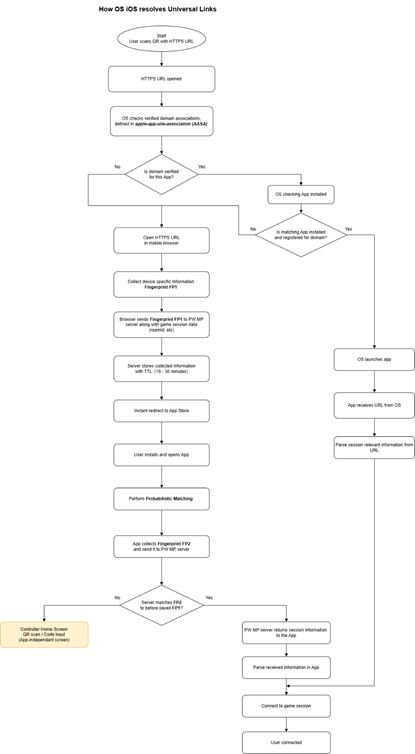 How OS iOS resolves Universal Links
Start
User scans QR with HTTPS URL
HTTPS URL opened
OS checks verified domain associations,
defined in apple-app-site-association (AASA)
No
Is domain verified
for this App?
Yes
OS checking App installed
No
Is matching App installed
and registered for domain?
Yes
Open HTTPS URL
in mobile browser
Collect device specific information
Fingerprint FP1
Browser sends Fingerprint FP1 to PW MP
server along with game session data
(roomId, etc)
Server stores collected information
with TTL: (16 - 36 minutes)
OS launches app
Instant redirect to App Store
App receives URL from OS
User installs and opens App
Parse session relevant information from
URL
Perform Probabilistic Matching
App collects Fingerprint FP2
and send it to PW MP server
No
Server matches FP2
to before-saved FP1?
Yes
Controller Home Screen
QR scan / Code input
(App-independant screen)
PW MP server returns session information
to the App
Parse received information in App
Connect to game session
User connected